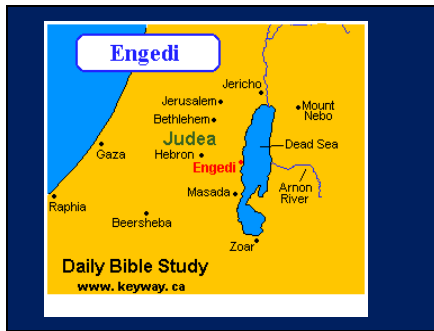 Engedi
Jericho
Jerusalem
Mount
Nebo
Bethlehem
Judea
Dead Sea
Gaza
Hebron
Engedi
Arnon
River
Masada
Raphia
Beersheba
Zoar
Daily Bible Study
www. keyway. ca